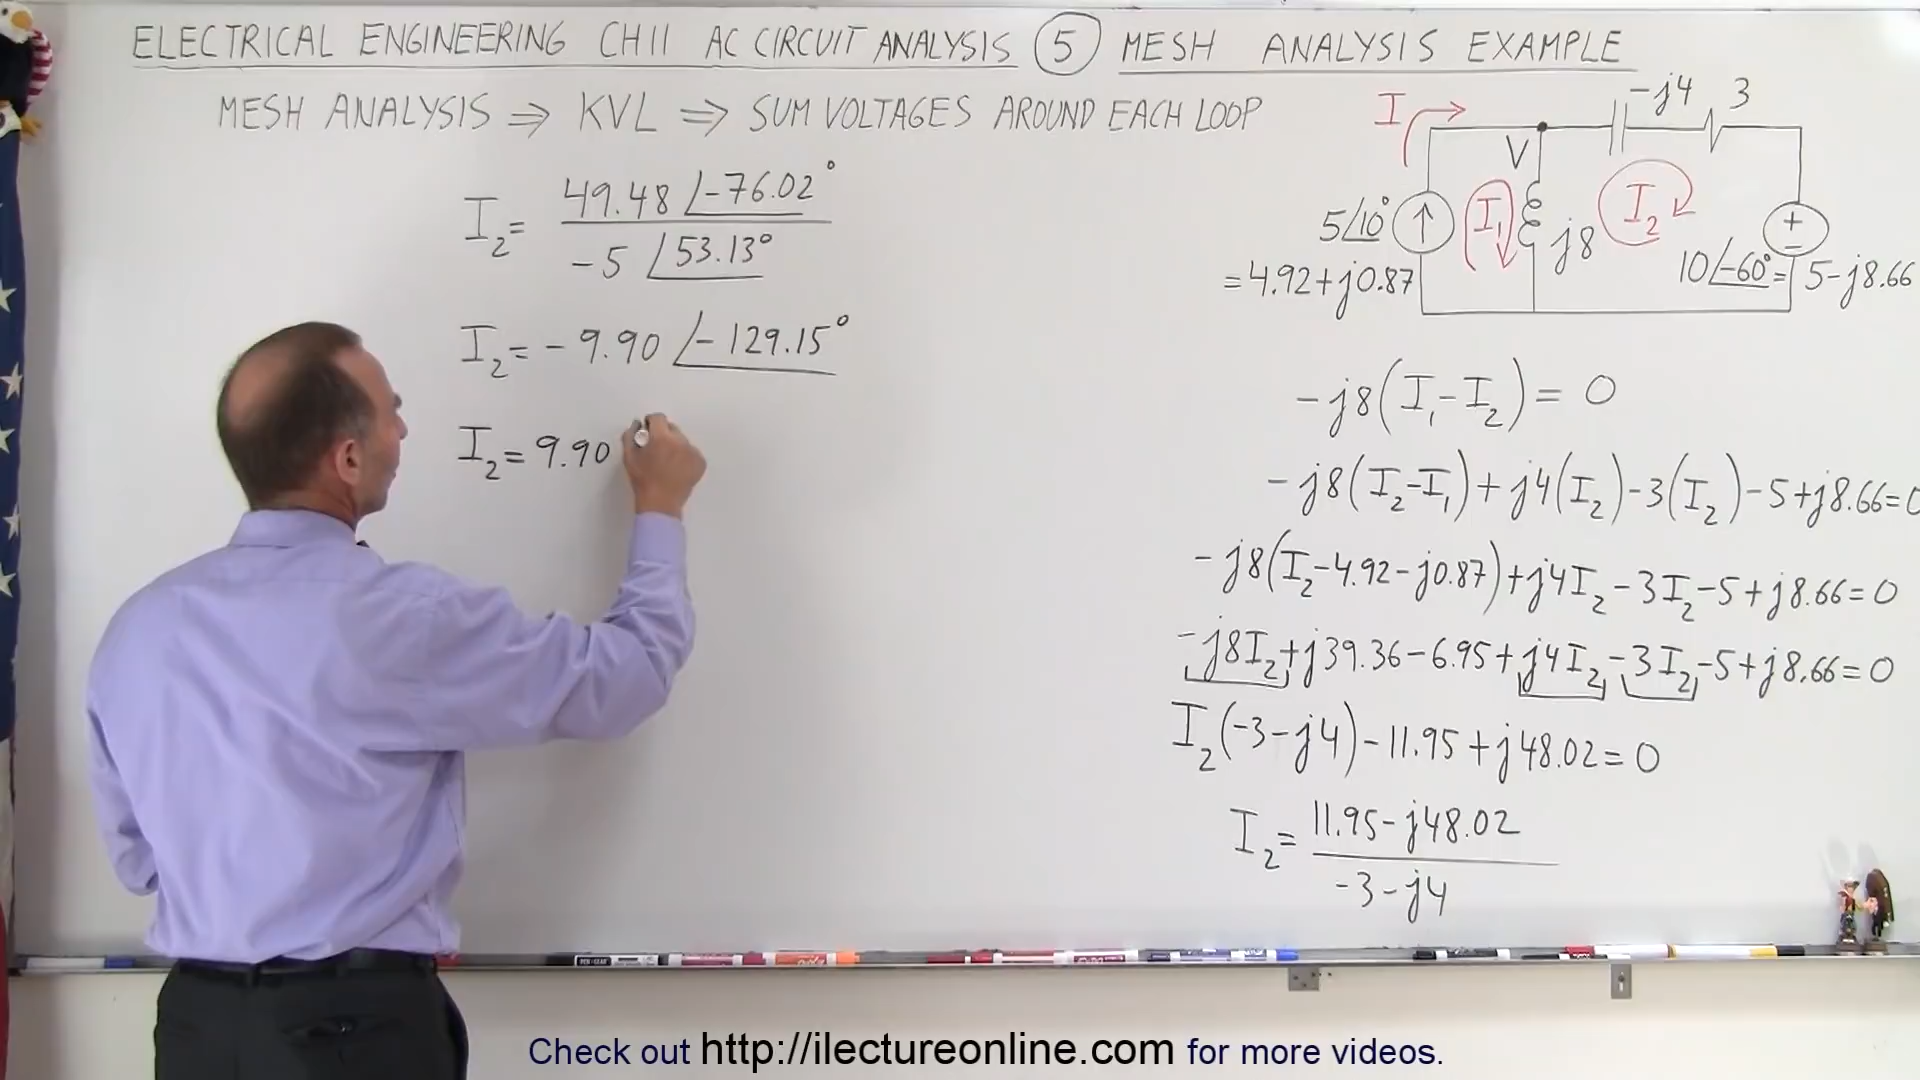 ELECTRICAL ENGINEERING CH11 AC CIRCUIT ANALYSIS 5 MESH ANALYSIS EXAMPLE
MESH ANALYSIS ⇒ KVL ⇒ SUM VOLTAGES AROUND EACH LOOP
I₂= 49.48 ∠-76.02°
-5 ∠53.13°
I₂= -9.90 ∠-129.15°
I₂= 9.90
I
-j4 3
V
5∠10° I₁ j8 I₂ + -
=4.92+j0.87
10∠-60°= 5-j8.66
-j8(I₁-I₂)= 0
-j8(I₂-I₁)+j4(I₂)-3(I₂)-5+j8.66=0
-j8(I₂-4.92-j0.87)+j4I₂-3I₂-5+j8.66=0
-j8I₂+j39.36-6.95+j4I₂-3I₂-5+j8.66=0
I₂(-3-j4)-11.95+j48.02=0
I₂= 11.95-j48.02
-3-j4
Check out http://ilectureonline.com for more videos.